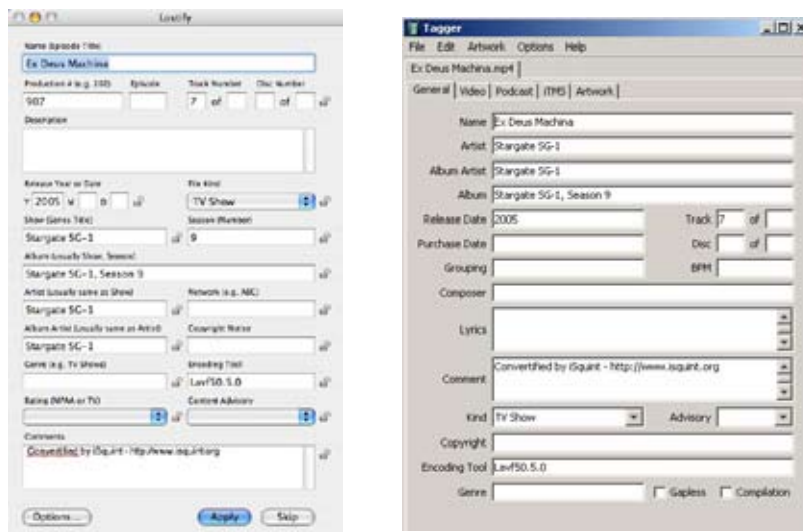 Lostify
Name (Episode Title)
Ex Deus Machina
Production # (e.g. 100) Episode Track Number Disc Number
907 7 of of
Description
Release Year or Date File Kind
Y 2005 M D TV Show
Show (Series Title) Season (Number)
Stargate SG-1 9
Album (usually Show, Season)
Stargate SG-1, Season 9
Artist (usually same as Show) Network (e.g. ABC)
Stargate SG-1
Album Artist (usually same as Artist) Copyright Notice
Stargate SG-1
Genre (e.g. TV Shows) Encoding Tool
Lavf50.5.0
Rating (MPAA or TV) Content Advisory
Comments
Convertified by iSquint - http://www.isquint.org
Options... Apply Skip
Tagger
File Edit Artwork Options Help
Ex Deus Machina.mp4
General Video Podcast iTMS Artwork
Name Ex Deus Machina
Artist Stargate SG-1
Album Artist Stargate SG-1
Album Stargate SG-1, Season 9
Release Date 2005 Track 7 of
Purchase Date Disc of
Grouping BPM
Composer
Lyrics
Comment Convertified by iSquint - http://www.isquint.org
Kind TV Show Advisory
Copyright
Encoding Tool Lavf50.5.0
Genre Gapless Compilation